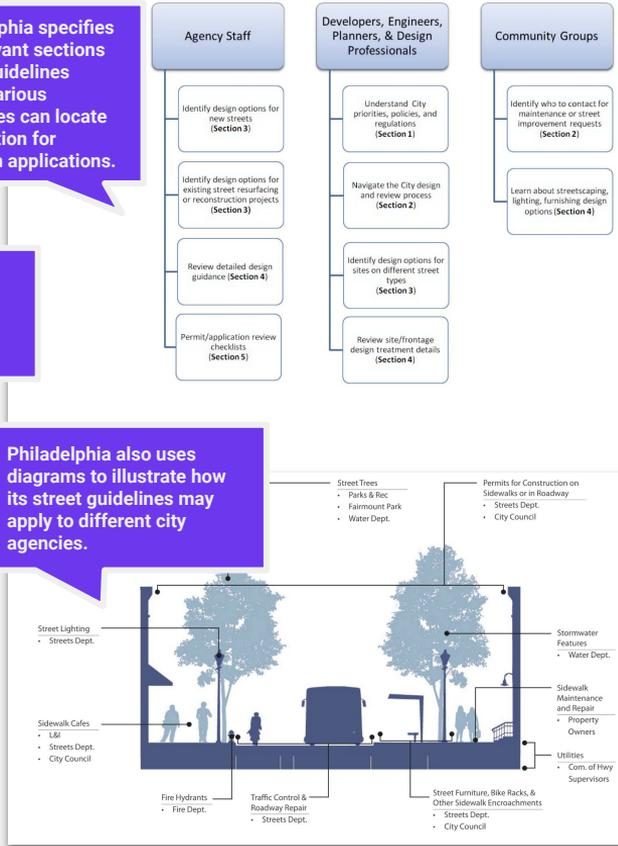 phia specifies
vant sections
uidelines
arious
es can locate
tion for
n applications.
Agency Staff
Identify design options for
new streets
(Section 3)
Identify design options for
existing street resurfacing
or reconstruction projects
(Section 3)
Review detailed design
guidance (Section 4)
Permit/application review
checklists
(Section 5)
Developers, Engineers,
Planners, & Design
Professionals
Understand City
priorities, policies, and
regulations
(Section 1)
Navigate the City design
and review process
(Section 2)
Identify design options for
sites on different street
types
(Section 3)
Review site/frontage
design treatment details
(Section 4)
Community Groups
Identify who to contact for
maintenance or street
improvement requests
(Section 2)
Learn about streetscaping,
lighting, furnishing design
options (Section 4)
Philadelphia also uses
diagrams to illustrate how
its street guidelines may
apply to different city
agencies.
Street Trees
• Parks & Rec
• Fairmount Park
• Water Dept.
Permits for Construction on
Sidewalks or in Roadway
• Streets Dept.
• City Council
Street Lighting
• Streets Dept.
Stormwater
Features
• Water Dept.
Sidewalk
Maintenance
and Repair
• Property
Owners
Sidewalk Cafes
• L&I
• Streets Dept.
• City Council
Utilities
• Com. of Hwy
Supervisors
Fire Hydrants
• Fire Dept.
Traffic Control &
Roadway Repair
• Streets Dept.
Street Furniture, Bike Racks, &
Other Sidewalk Encroachments
• Streets Dept.
• City Council